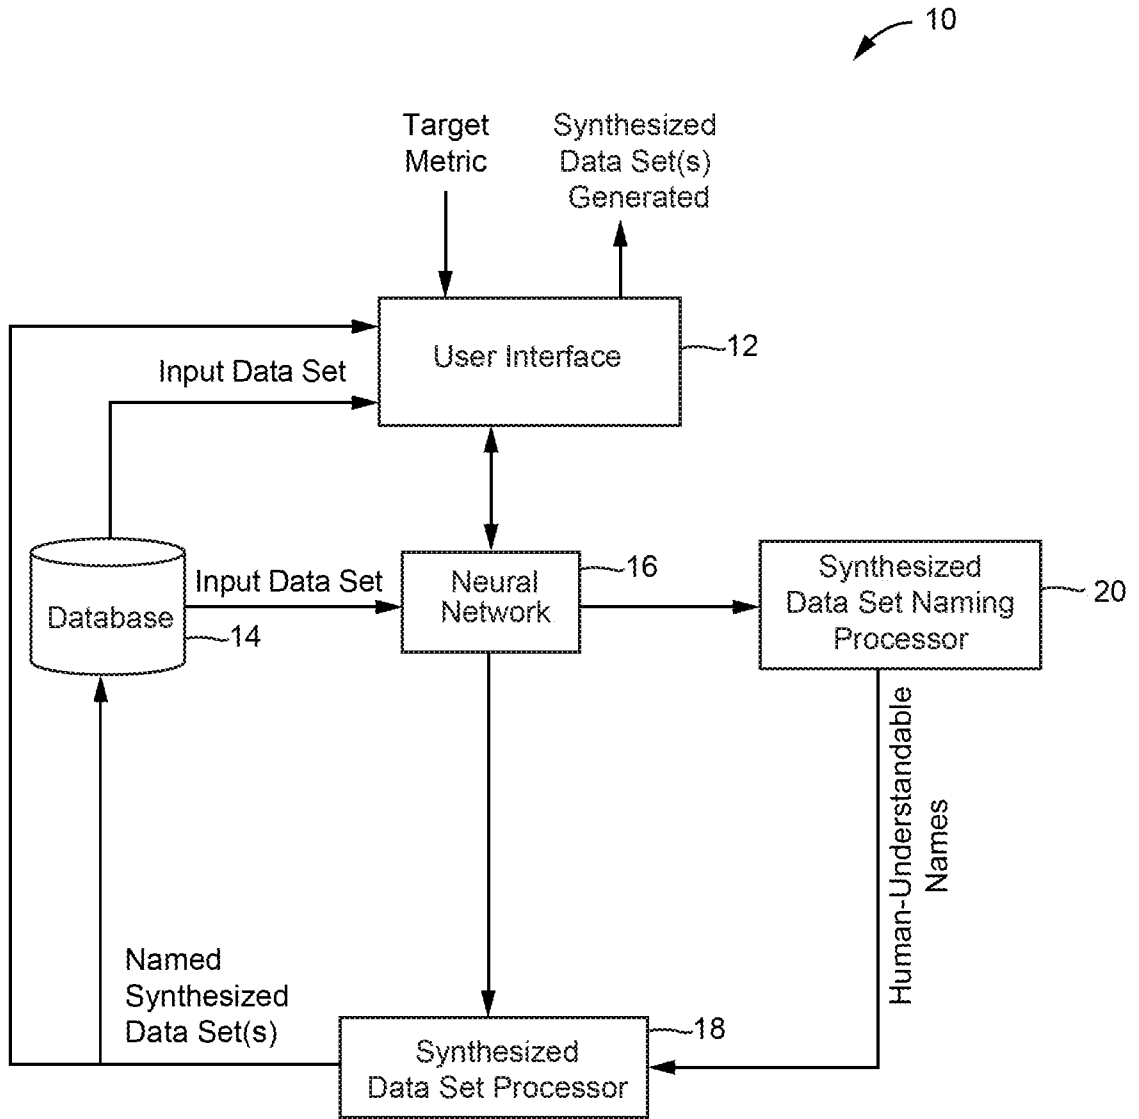 10
Target
Metric
Synthesized
Data Set(s)
Generated
User Interface
12
Input Data Set
Database
14
Input Data Set
Neural
Network
16
Synthesized
Data Set Naming
Processor
20
Human-Understandable
Names
Named
Synthesized
Data Set(s)
Synthesized
Data Set Processor
18